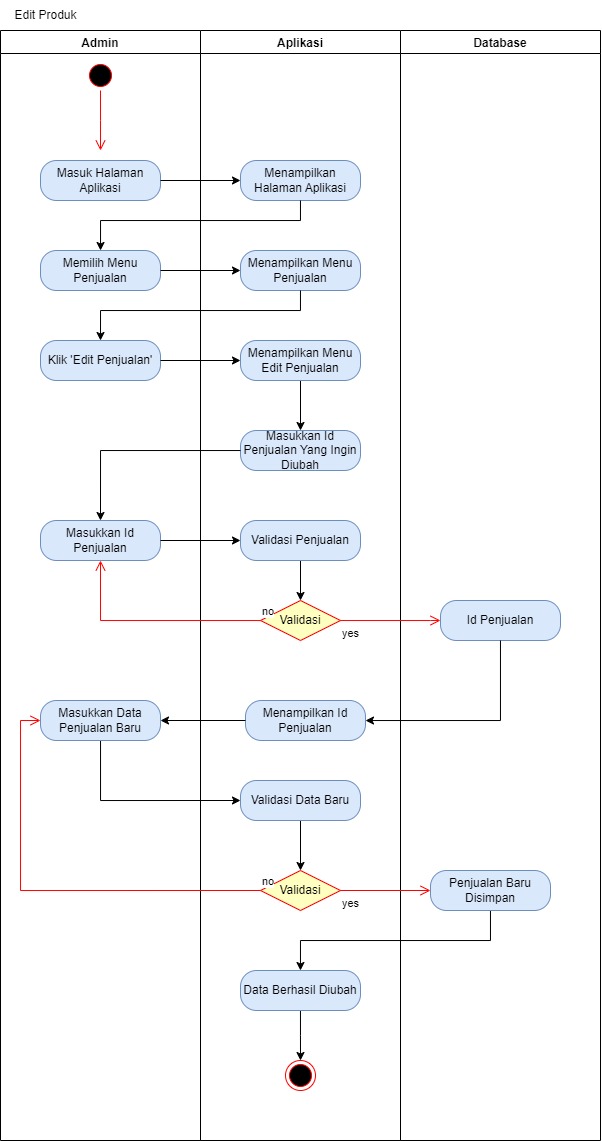 Edit Produk
Admin
Aplikasi
Database
Masuk Halaman
Aplikasi
Menampilkan
Halaman Aplikasi
Memilih Menu
Penjualan
Menampilkan Menu
Penjualan
Klik 'Edit Penjualan'
Menampilkan Menu
Edit Penjualan
Masukkan Id
Penjualan Yang Ingin
Diubah
Masukkan Id
Penjualan
Validasi Penjualan
no
Validasi
yes
Id Penjualan
Masukkan Data
Penjualan Baru
Menampilkan Id
Penjualan
Validasi Data Baru
no
Validasi
yes
Penjualan Baru
Disimpan
Data Berhasil Diubah